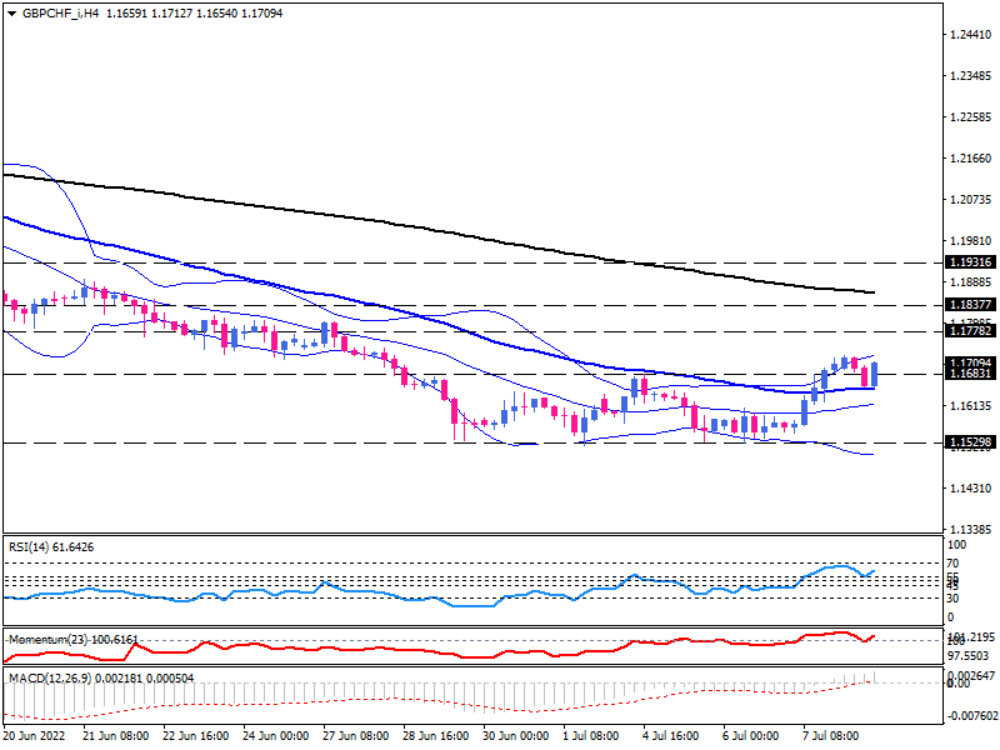 GBPCHF_i,H4 1.16591 1.17127 1.16540 1.17094
1.24410
1.23485
1.22585
1.21660
1.20735
1.19810
1.19316
1.18885
1.18377
1.17782
1.17094
1.16831
1.16135
1.15298
1.14310
1.13385
RSI(14) 61.6426
100
70
30
0
Momentum(23) 100.6161
101.2195
100
97.5503
MACD(12,26,9) 0.002181 0.000504
0.002647
0.00
-0.007602
20 Jun 2022
21 Jun 08:00
22 Jun 16:00
24 Jun 00:00
27 Jun 08:00
28 Jun 16:00
30 Jun 00:00
1 Jul 08:00
4 Jul 16:00
6 Jul 00:00
7 Jul 08:00